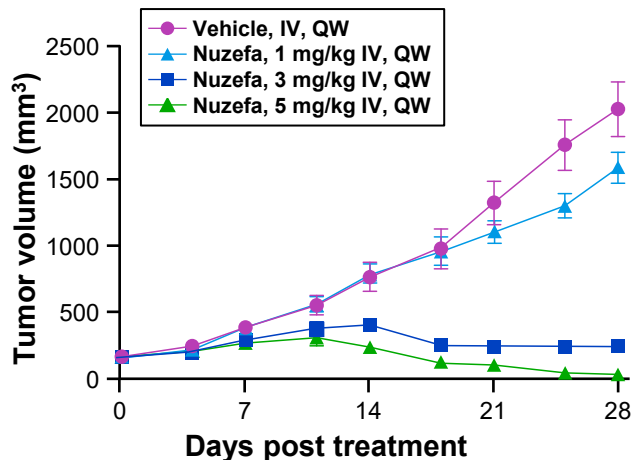 Vehicle, IV, QW
Nuzefa, 1 mg/kg IV, QW
Nuzefa, 3 mg/kg IV, QW
Nuzefa, 5 mg/kg IV, QW
Tumor volume (mm³)
2500
2000
1500
1000
500
0
0 7 14 21 28
Days post treatment